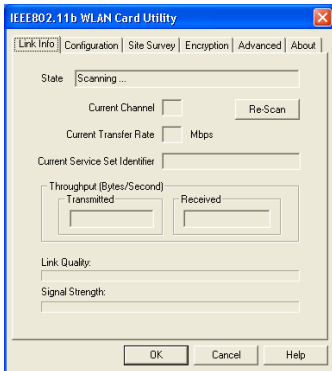 IEEE802.11b WLAN Card Utility
Link Info Configuration Site Survey Encryption Advanced About
State Scanning ...
Current Channel Re-Scan
Current Transfer Rate Mbps
Current Service Set Identifier
Throughput (Bytes/Second)
Transmitted Received
Link Quality:
Signal Strength:
OK Cancel Help